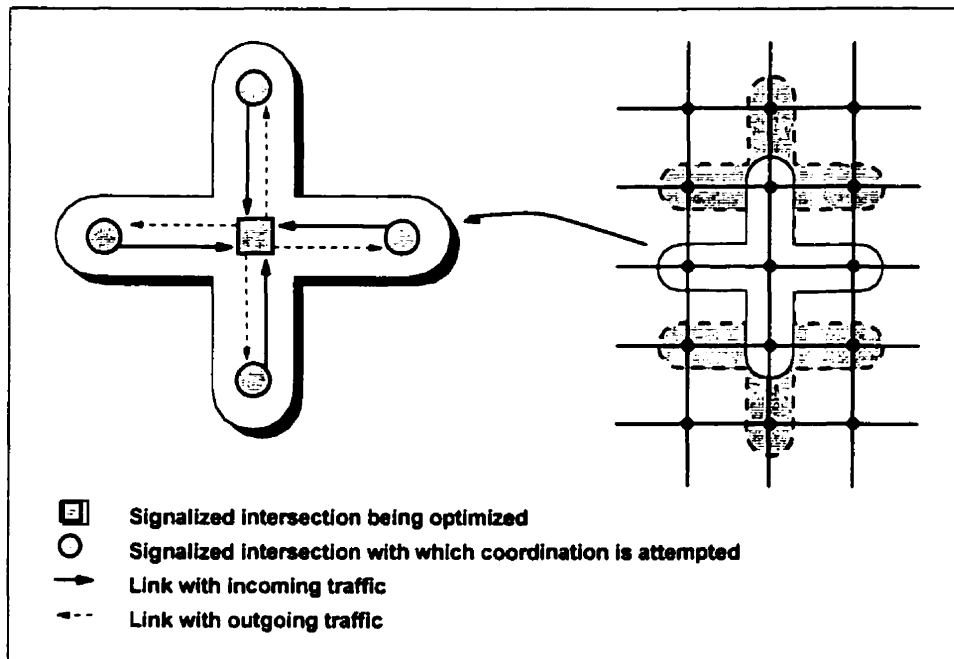 Signalized intersection being optimized
Signalized intersection with which coordination is attempted
Link with incoming traffic
Link with outgoing traffic